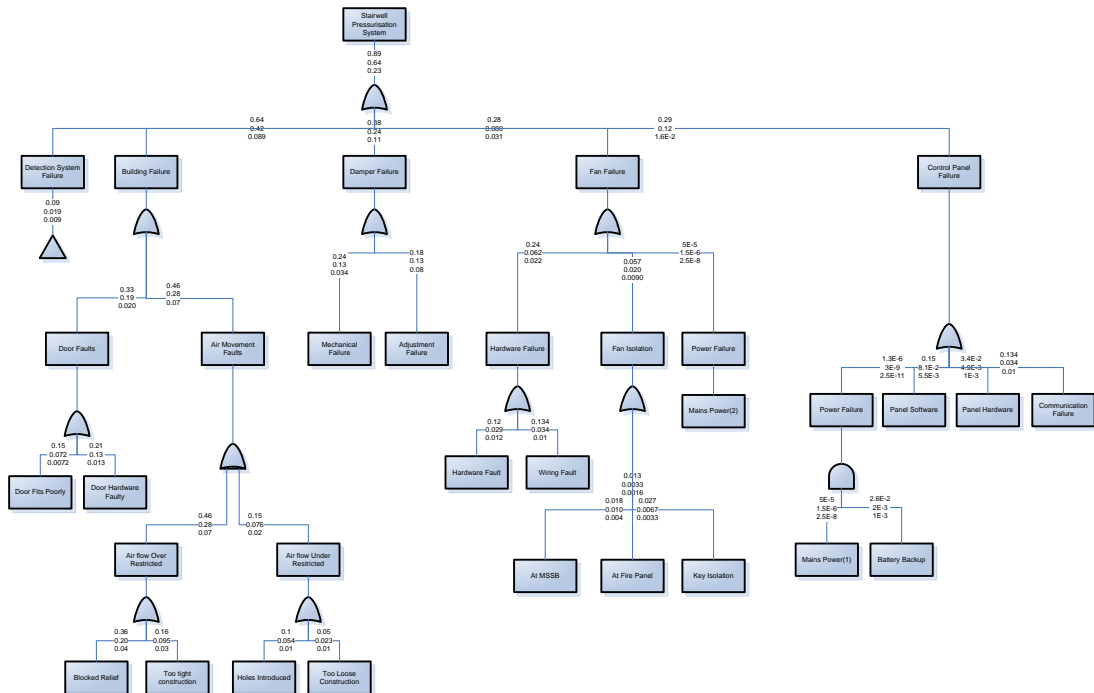 Stairwell
Pressurisation
System
0.89
0.64
0.23
0.64
0.42
0.089
0.38
0.24
0.11
0.28
0.080
0.031
0.29
0.12
1.6E-2
Detection System
Failure
Building Failure
Damper Failure
Fan Failure
Control Panel
Failure
0.09
0.019
0.009
0.33
0.19
0.020
0.46
0.28
0.07
0.24
0.13
0.034
0.18
0.13
0.08
0.24
0.062
0.022
0.057
0.020
0.0090
5E-5
1.5E-6
2.5E-8
Door Faults
Air Movement
Faults
Mechanical
Failure
Adjustment
Failure
Hardware Failure
Fan Isolation
Power Failure
1.3E-6
3E-9
2.5E-11
0.15
8.1E-2
5.5E-3
3.4E-2
4.9E-3
1E-3
0.134
0.034
0.01
Mains Power(2)
Power Failure
Panel Software
Panel Hardware
Communication
Failure
0.15
0.072
0.0072
0.21
0.13
0.013
0.12
0.029
0.012
0.134
0.034
0.01
Door Fits Poorly
Door Hardware
Faulty
Hardware Fault
Wiring Fault
0.46
0.28
0.07
0.15
0.076
0.02
0.018
0.010
0.004
0.013
0.0033
0.0016
0.027
0.0067
0.0033
5E-5
1.5E-6
2.5E-8
2.6E-2
2E-3
1E-3
Air flow Over
Restricted
Air flow Under
Restricted
At MSSB
At Fire Panel
Key Isolation
Mains Power(1)
Battery Backup
0.36
0.20
0.04
0.16
0.095
0.03
0.1
0.054
0.01
0.05
0.023
0.01
Blocked Relief
Too tight
construction
Holes Introduced
Too Loose
Construction